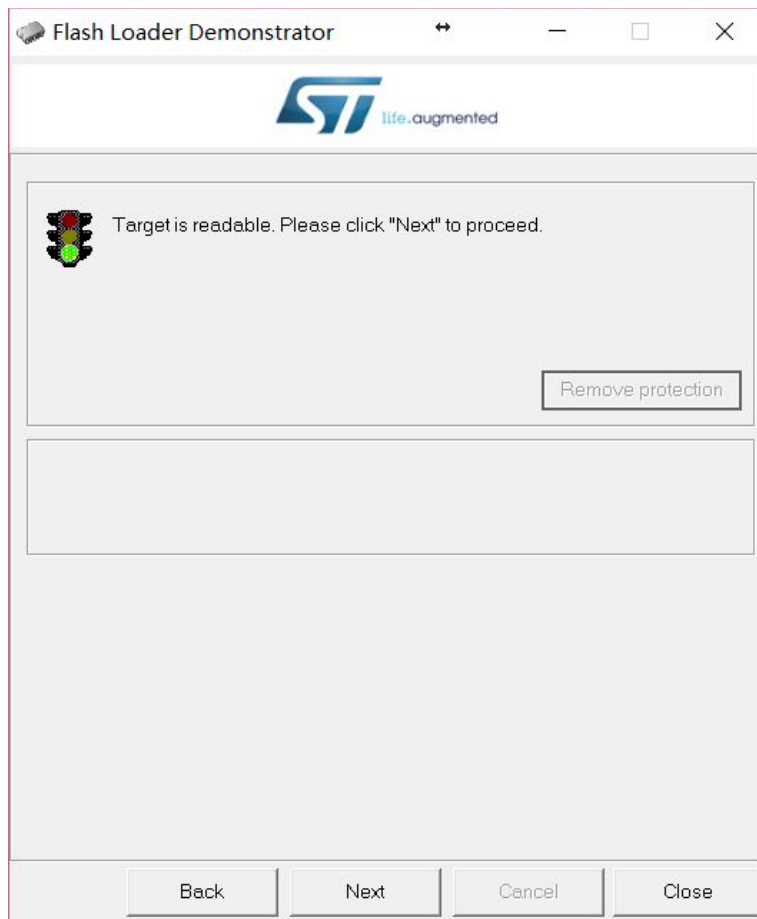 Flash Loader Demonstrator
ST life.augmented
Target is readable. Please click "Next" to proceed.
Remove protection
Back Next Cancel Close